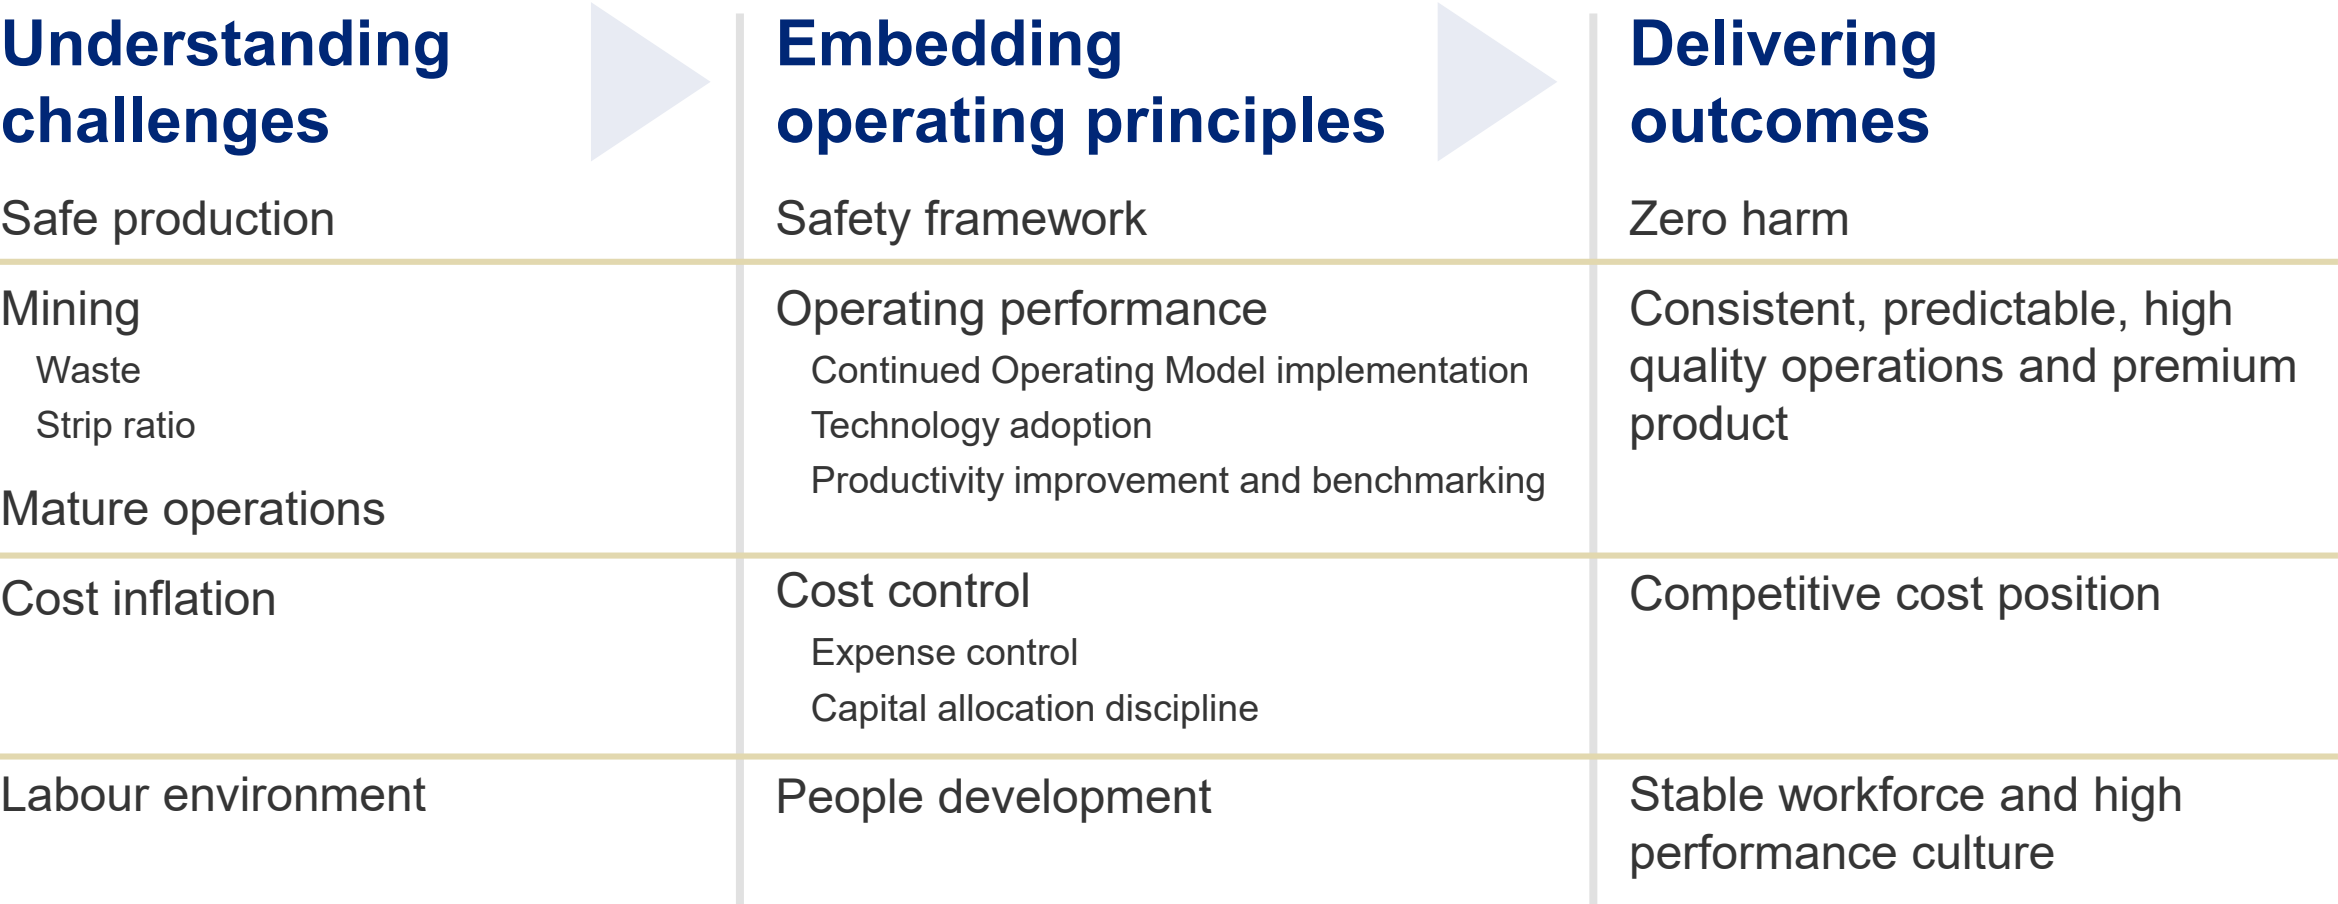 Understanding
challenges
Embedding
operating principles
Delivering
outcomes
Safe production
Safety framework
Zero harm
Mining
Waste
Strip ratio
Mature operations
Operating performance
Continued Operating Model implementation
Technology adoption
Productivity improvement and benchmarking
Consistent, predictable, high
quality operations and premium
product
Cost inflation
Cost control
Expense control
Capital allocation discipline
Competitive cost position
Labour environment
People development
Stable workforce and high
performance culture